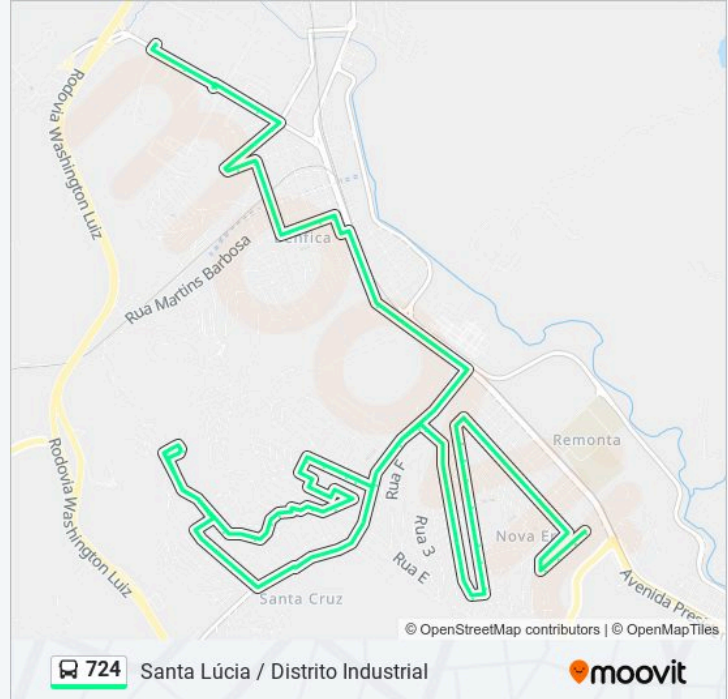 Rodovia Washington Luiz
Benfica
Rua Martins Barbosa
Remonta
Rua F
Rua 3
Nova Er
Rua E
Rodovia Washington Luiz
Santa Cruz
Avenida Pres
© OpenStreetMap contributors | © OpenMapTiles
724 Santa Lúcia / Distrito Industrial
moovit